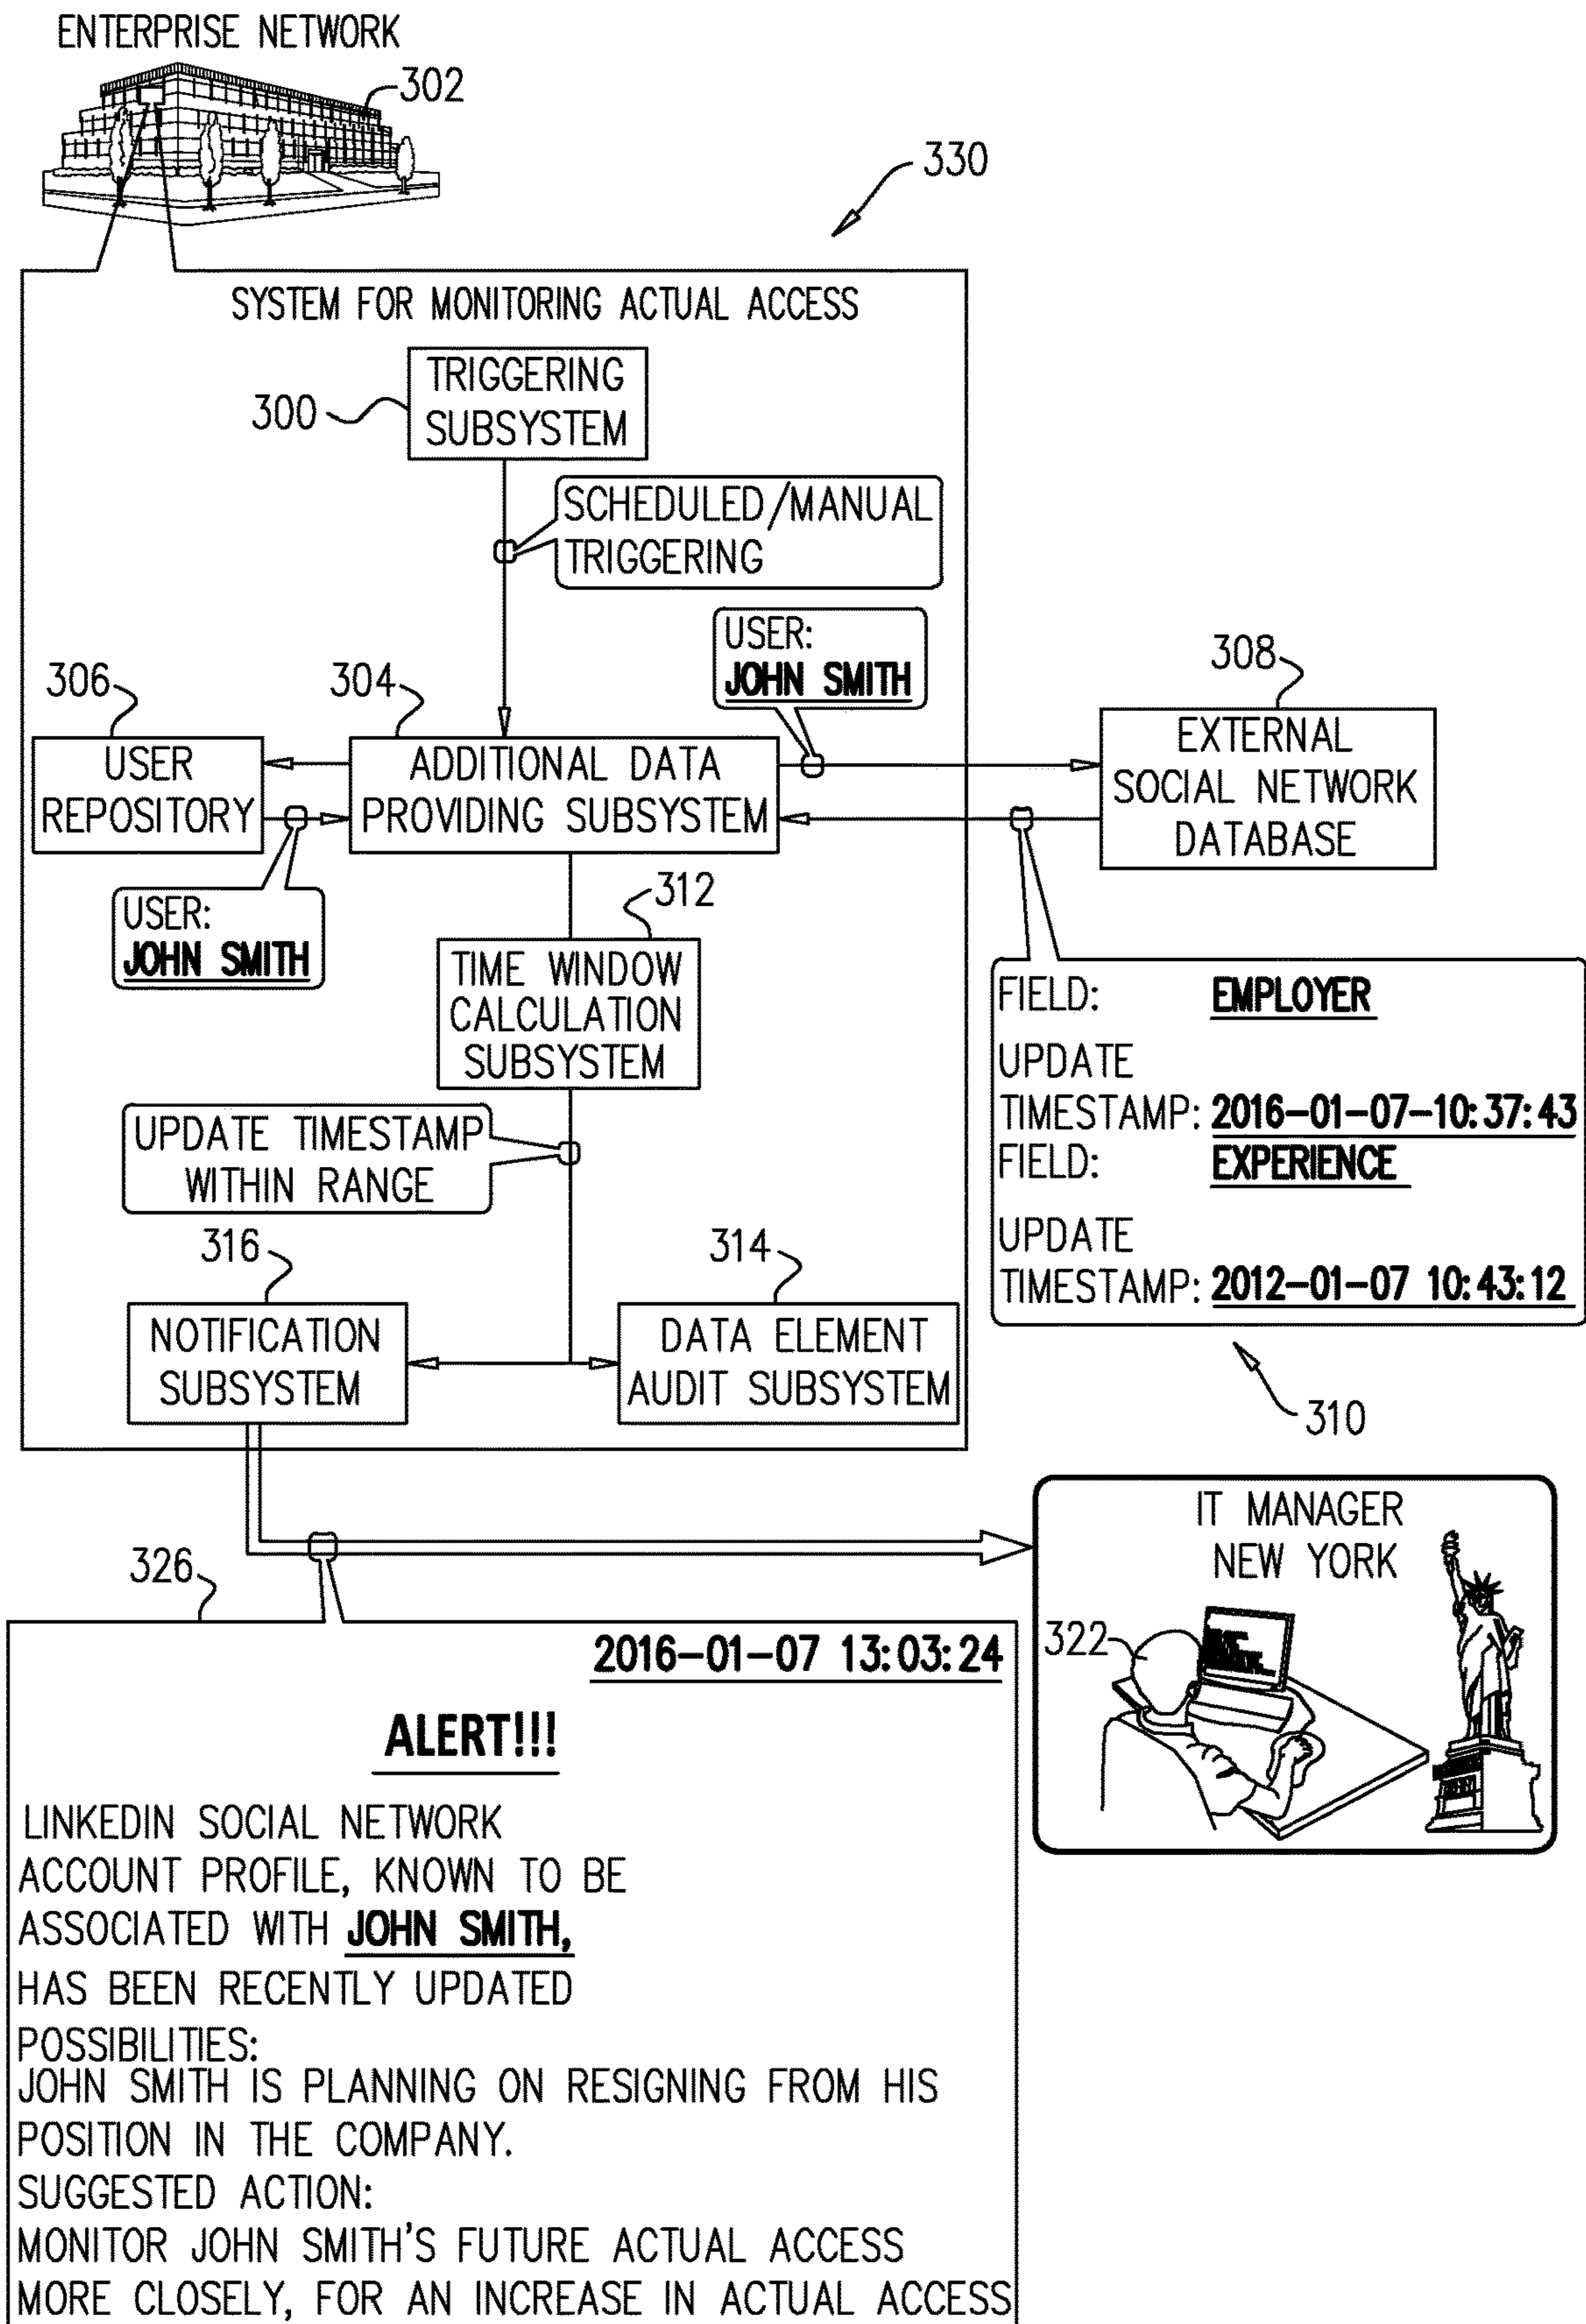 ENTERPRISE NETWORK
302
330
SYSTEM FOR MONITORING ACTUAL ACCESS
TRIGGERING
SUBSYSTEM
300
SCHEDULED/MANUAL
TRIGGERING
USER:
JOHN SMITH
306
304
308
USER
REPOSITORY
ADDITIONAL DATA
PROVIDING SUBSYSTEM
EXTERNAL
SOCIAL NETWORK
DATABASE
USER:
JOHN SMITH
312
TIME WINDOW
CALCULATION
SUBSYSTEM
FIELD: EMPLOYER
UPDATE
TIMESTAMP: 2016-01-07-10:37:43
FIELD: EXPERIENCE
UPDATE
TIMESTAMP: 2012-01-07 10:43:12
310
UPDATE TIMESTAMP
WITHIN RANGE
316
314
NOTIFICATION
SUBSYSTEM
DATA ELEMENT
AUDIT SUBSYSTEM
IT MANAGER
NEW YORK
322
326
2016-01-07 13:03:24
ALERT!!!
LINKEDIN SOCIAL NETWORK
ACCOUNT PROFILE, KNOWN TO BE
ASSOCIATED WITH JOHN SMITH,
HAS BEEN RECENTLY UPDATED
POSSIBILITIES:
JOHN SMITH IS PLANNING ON RESIGNING FROM HIS
POSITION IN THE COMPANY.
SUGGESTED ACTION:
MONITOR JOHN SMITH'S FUTURE ACTUAL ACCESS
MORE CLOSELY, FOR AN INCREASE IN ACTUAL ACCESS